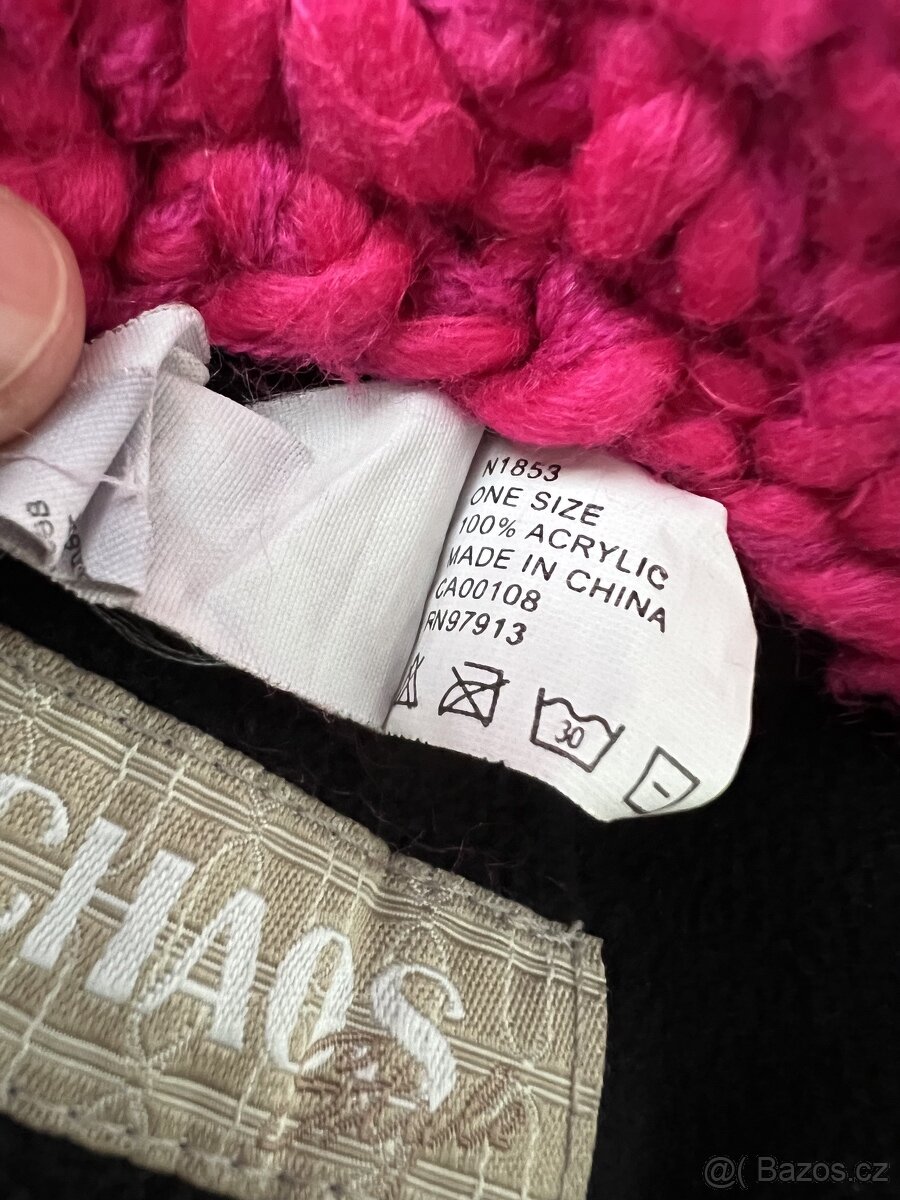 N1853
ONE SIZE
100% ACRYLIC
MADE IN CHINA
CA00108
RN97913
30
CHAOS
@( Bazos.cz